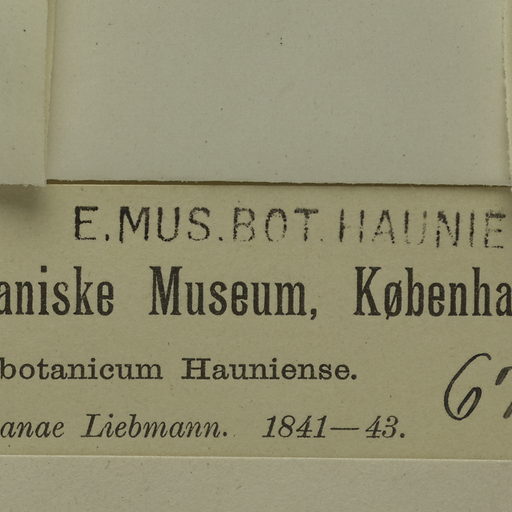 E. MUS. BOT. HAUNIE
aniske Museum, Københa
botanicum Hauniense.
anae Liebmann. 1841—43.